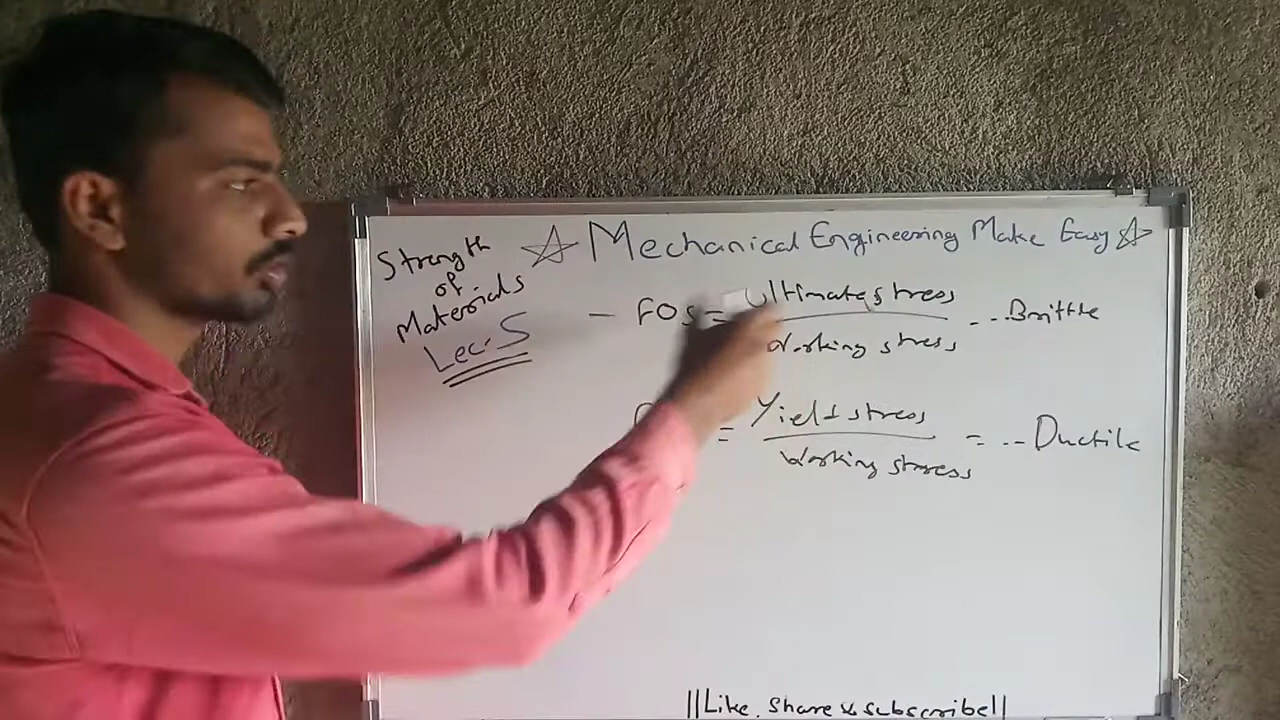 Strength
of
Materials
Lec-5
☆ Mechanical Engineering Make Easy ☆
- FOS = Ultimate stress
Working stress
- ..Brittle
= Yield stress
Working stress
= -- Ductile
||Like, Share & subscribe||